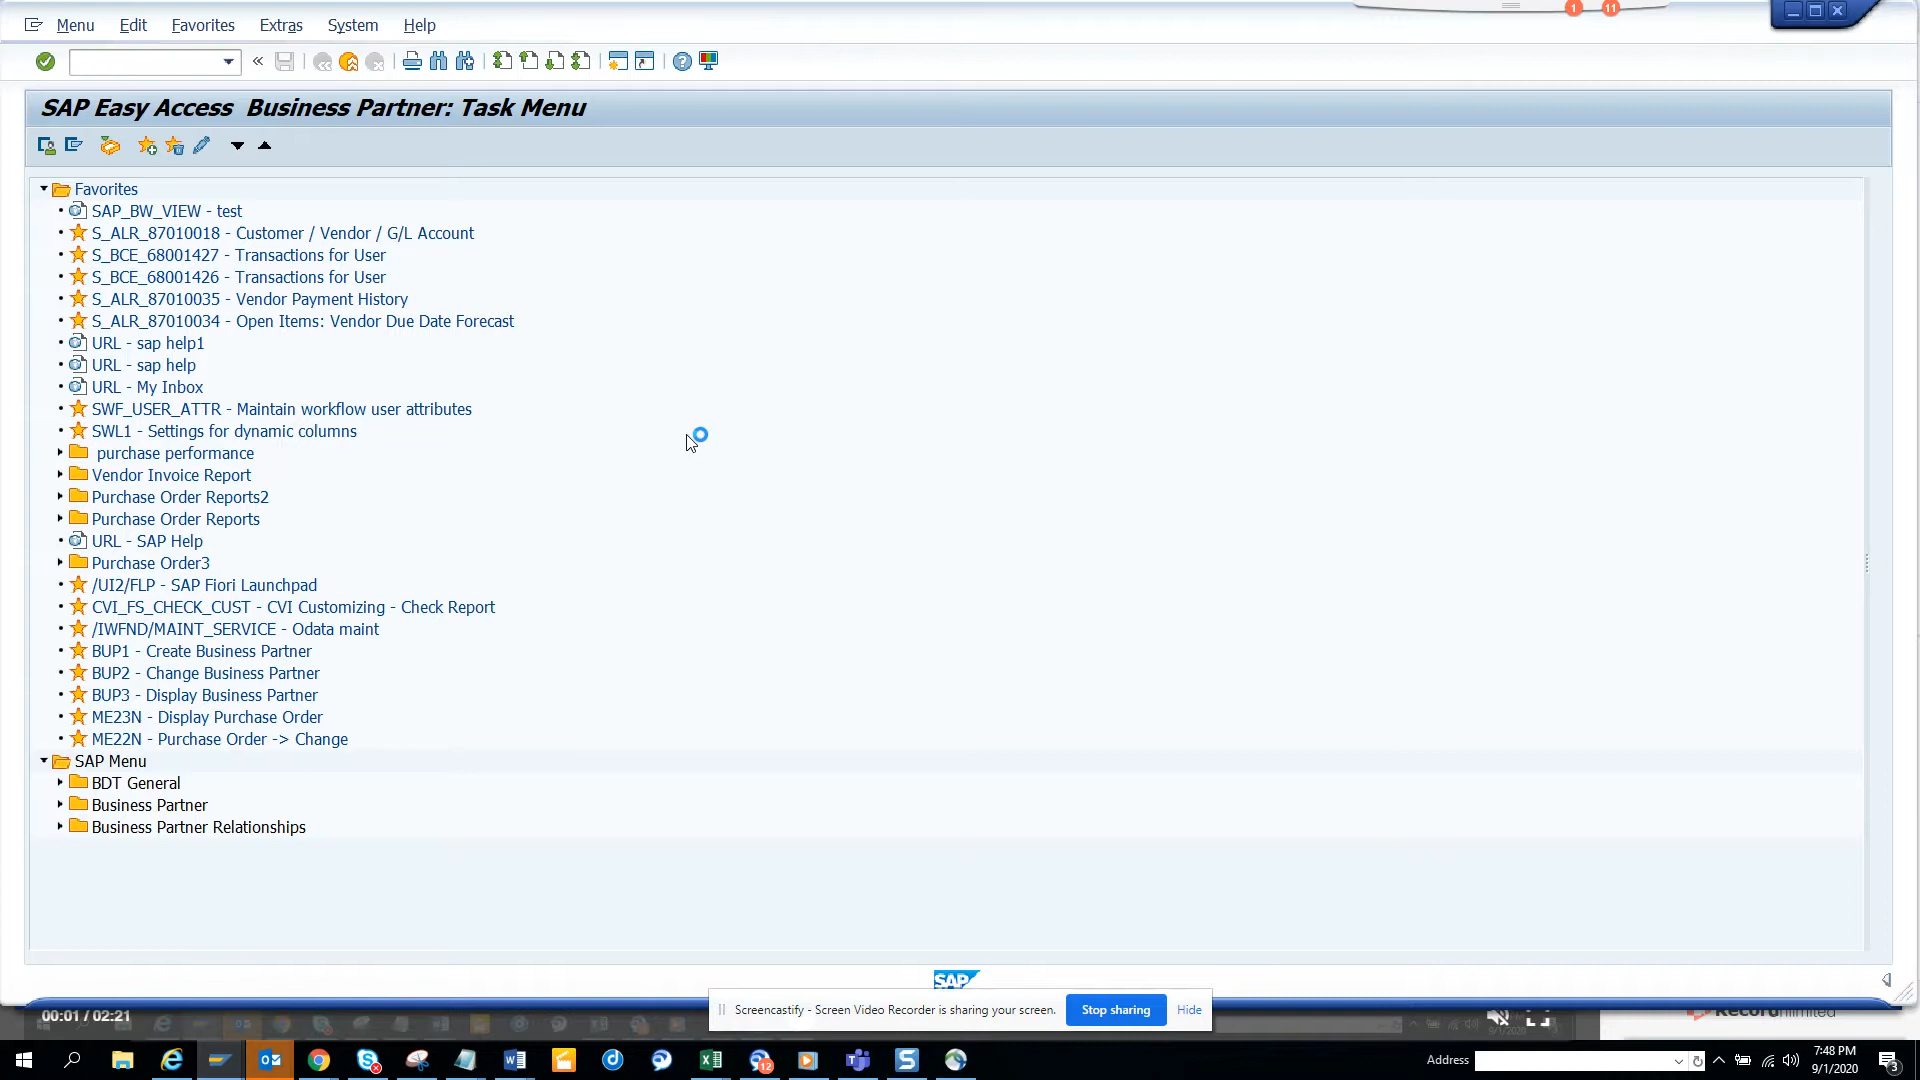 1 11
Menu Edit Favorites Extras System Help
SAP Easy Access Business Partner: Task Menu
Favorites
SAP_BW_VIEW - test
S_ALR_87010018 - Customer / Vendor / G/L Account
S_BCE_68001427 - Transactions for User
S_BCE_68001426 - Transactions for User
S_ALR_87010035 - Vendor Payment History
S_ALR_87010034 - Open Items: Vendor Due Date Forecast
URL - sap help1
URL - sap help
URL - My Inbox
SWF_USER_ATTR - Maintain workflow user attributes
SWL1 - Settings for dynamic columns
purchase performance
Vendor Invoice Report
Purchase Order Reports2
Purchase Order Reports
URL - SAP Help
Purchase Order3
/UI2/FLP - SAP Fiori Launchpad
CVI_FS_CHECK_CUST - CVI Customizing - Check Report
/IWFND/MAINT_SERVICE - Odata maint
BUP1 - Create Business Partner
BUP2 - Change Business Partner
BUP3 - Display Business Partner
ME23N - Display Purchase Order
ME22N - Purchase Order -> Change
SAP Menu
BDT General
Business Partner
Business Partner Relationships
SAP
Screencastify - Screen Video Recorder is sharing your screen. Stop sharing Hide
00:01 / 02:21
12
Address
7:48 PM
9/1/2020
3